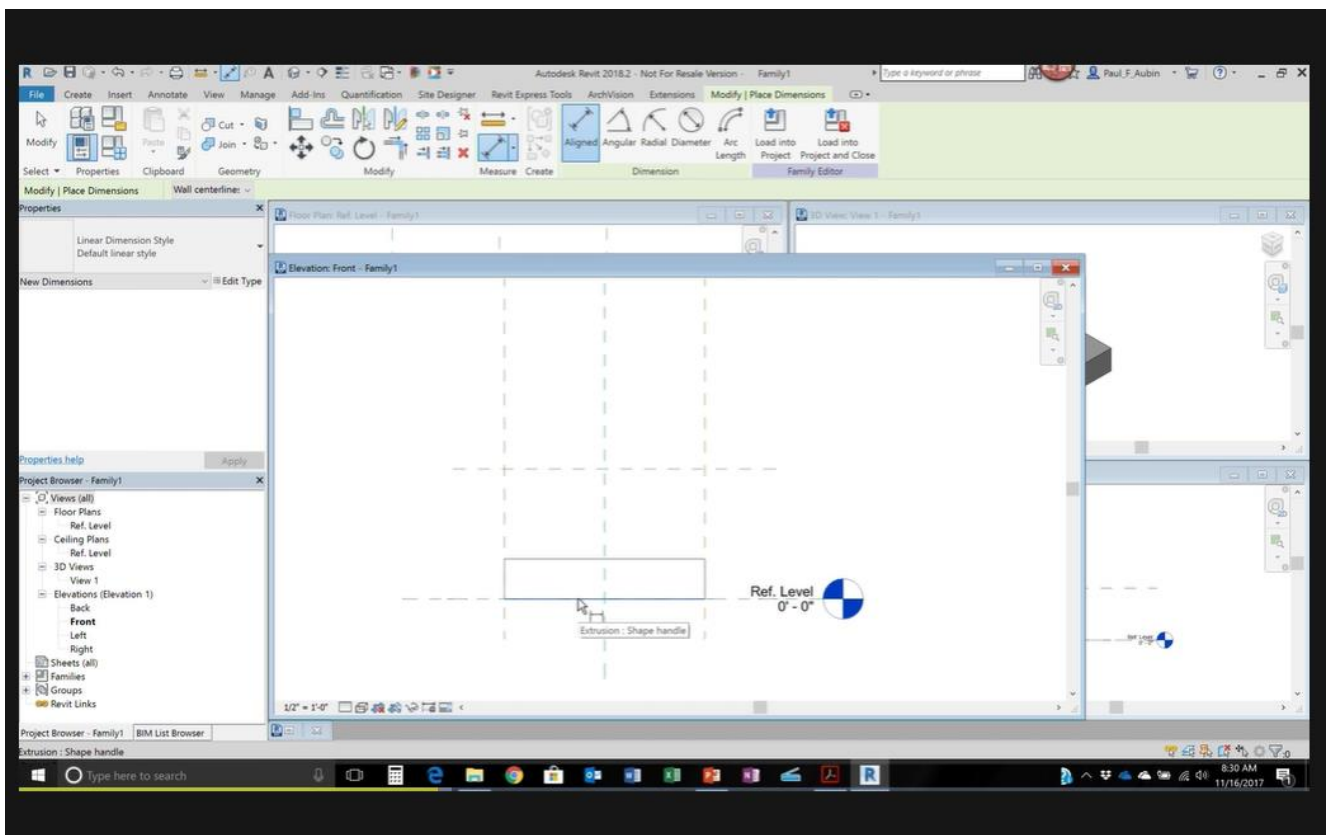 Autodesk Revit 2018.2 - Not For Resale Version - Family1
Type a keyword or phrase
Paul_F_Aubin
File Create Insert Annotate View Manage Add-Ins Quantification Site Designer Revit Express Tools ArchVision Extensions Modify | Place Dimensions
Modify
Paste
Cut
Join
Aligned Angular Radial Diameter Arc Length
Load into Project
Load into Project and Close
Select Properties Clipboard Geometry Modify Measure Create Dimension Family Editor
Modify | Place Dimensions Wall centerlines
Properties
Linear Dimension Style
Default linear style
New Dimensions Edit Type
Properties help Apply
Project Browser - Family1
Views (all)
Floor Plans
Ref. Level
Ceiling Plans
Ref. Level
3D Views
View 1
Elevations (Elevation 1)
Back
Front
Left
Right
Sheets (all)
Families
Groups
Revit Links
Project Browser - Family1 BIM List Browser
Floor Plan: Ref. Level - Family1
3D View: View 1 - Family1
Elevation: Front - Family1
Ref. Level
0' - 0"
Extrusion : Shape handle
1/2" = 1'-0"
Ref. Level
0' - 0"
Extrusion : Shape handle
:0
Type here to search
8:30 AM
11/16/2017